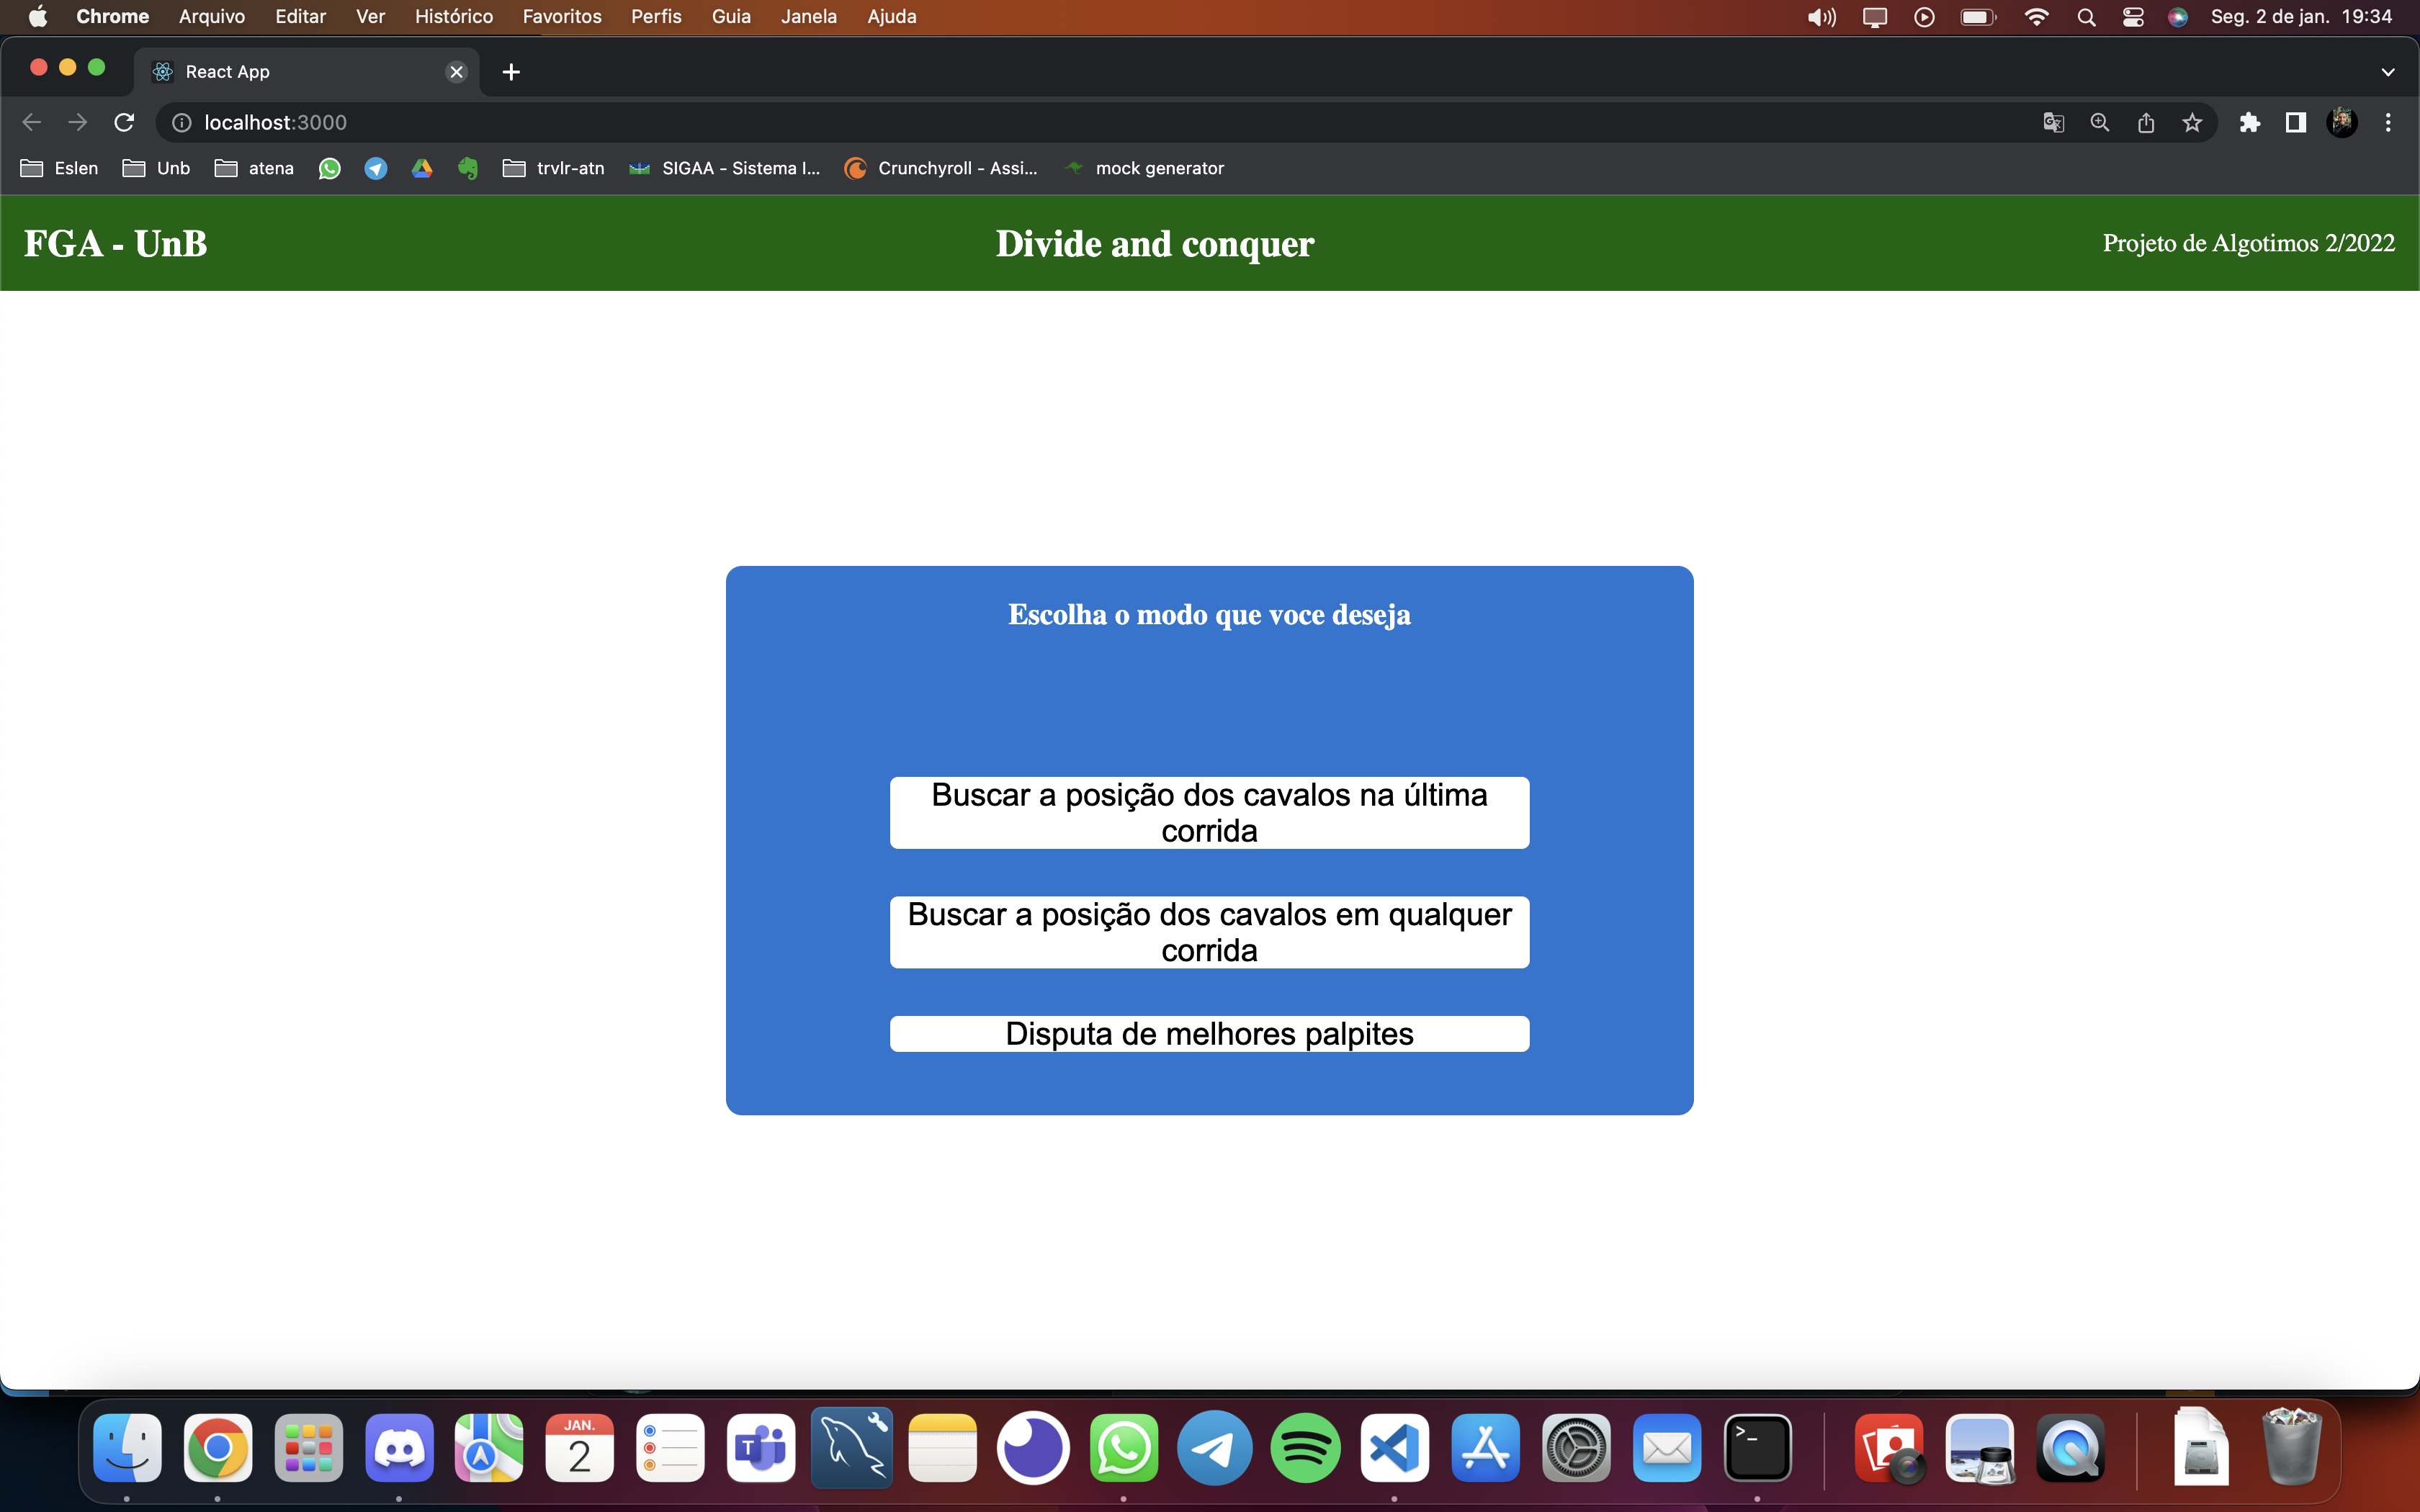 Chrome Arquivo Editar Ver Histórico Favoritos Perfis Guia Janela Ajuda Seg. 2 de jan. 19:34
React App
localhost:3000
Eslen Unb atena trvlr-atn SIGAA - Sistema I... Crunchyroll - Assi... mock generator
FGA - UnB Divide and conquer Projeto de Algotimos 2/2022
Escolha o modo que voce deseja
Buscar a posição dos cavalos na última
corrida
Buscar a posição dos cavalos em qualquer
corrida
Disputa de melhores palpites
JAN.
2
T
>_